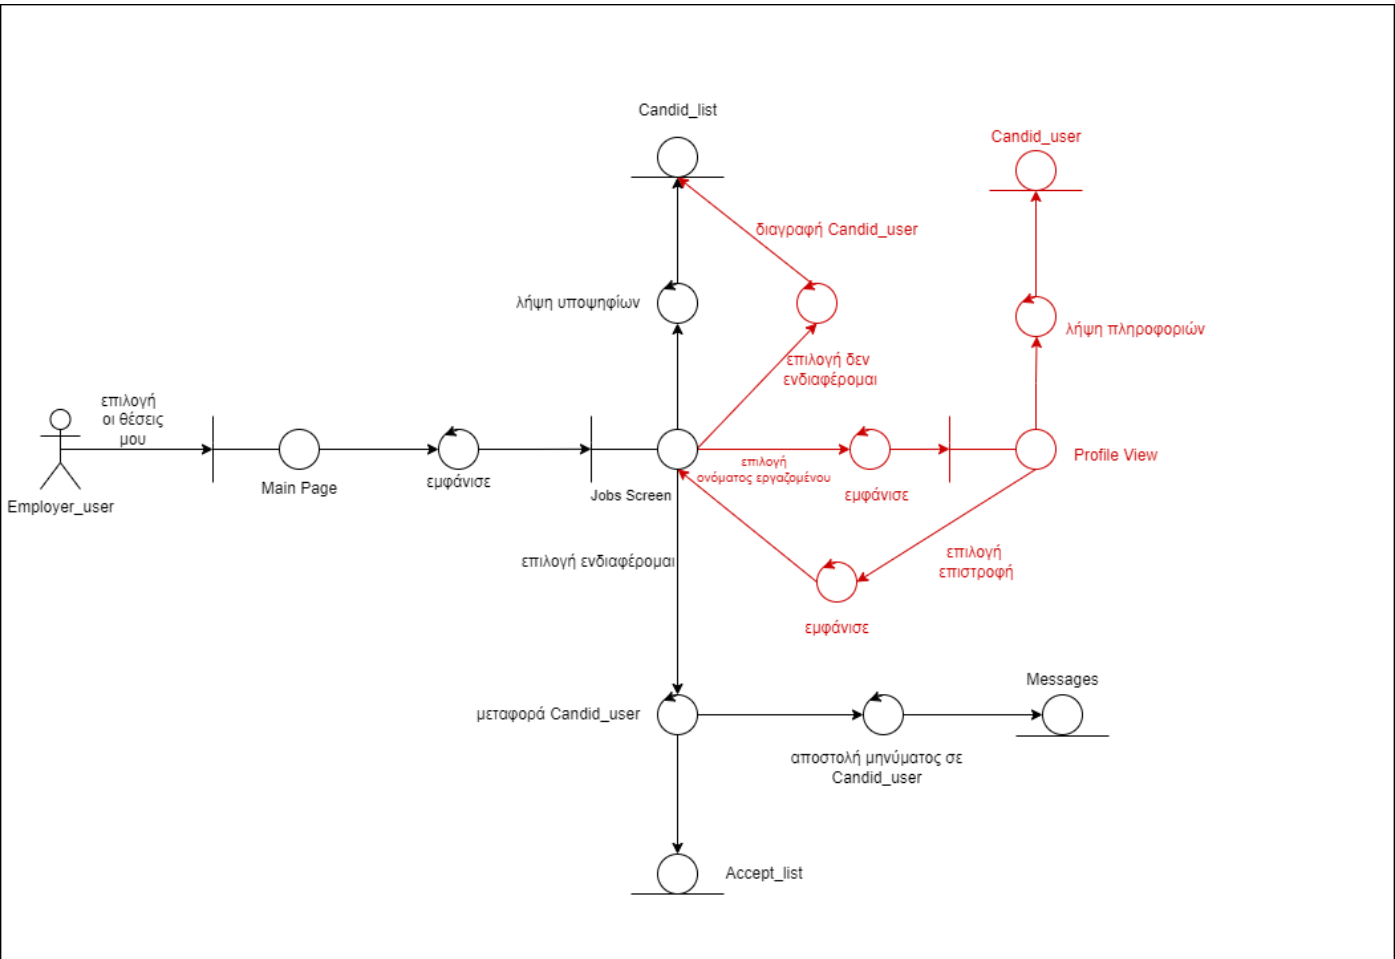 Candid_list
Candid_user
διαγραφή Candid_user
λήψη υποψηφίων
λήψη πληροφοριών
επιλογή δεν
ενδιαφέρομαι
επιλογή
οι θέσεις
μου
Employer_user
Main Page
εμφάνισε
Jobs Screen
επιλογή
ονόματος εργαζομένου
εμφάνισε
Profile View
επιλογή ενδιαφέρομαι
επιλογή
επιστροφή
εμφάνισε
μεταφορά Candid_user
Messages
αποστολή μηνύματος σε
Candid_user
Accept_list